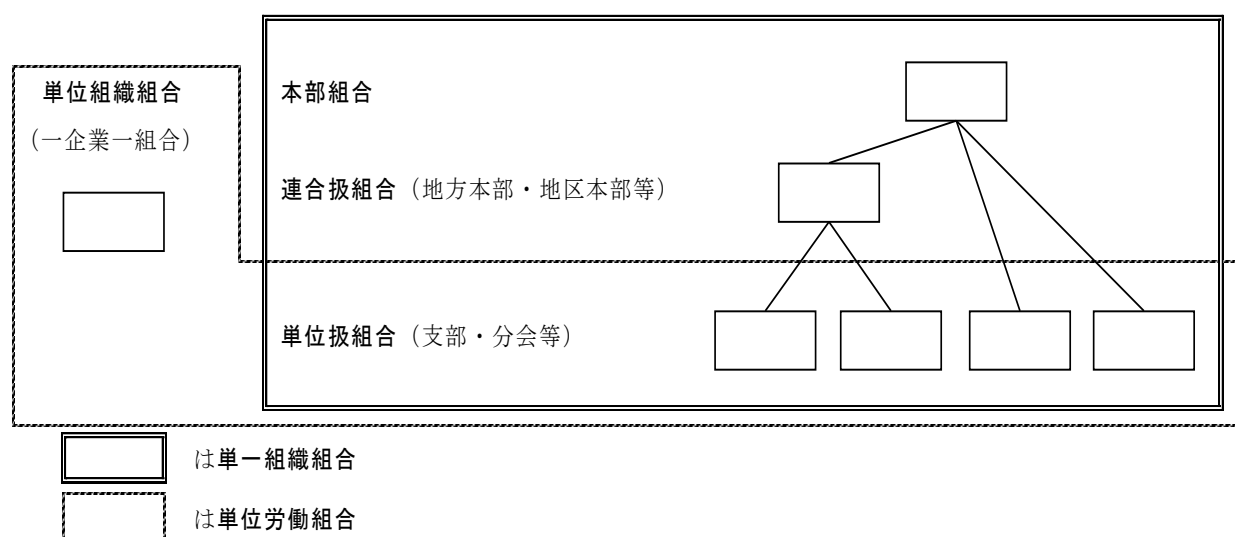 単位組織組合
(一企業一組合)
本部組合
連合扱組合(地方本部・地区本部等)
単位扱組合(支部・分会等)
は単一組織組合
は単位労働組合